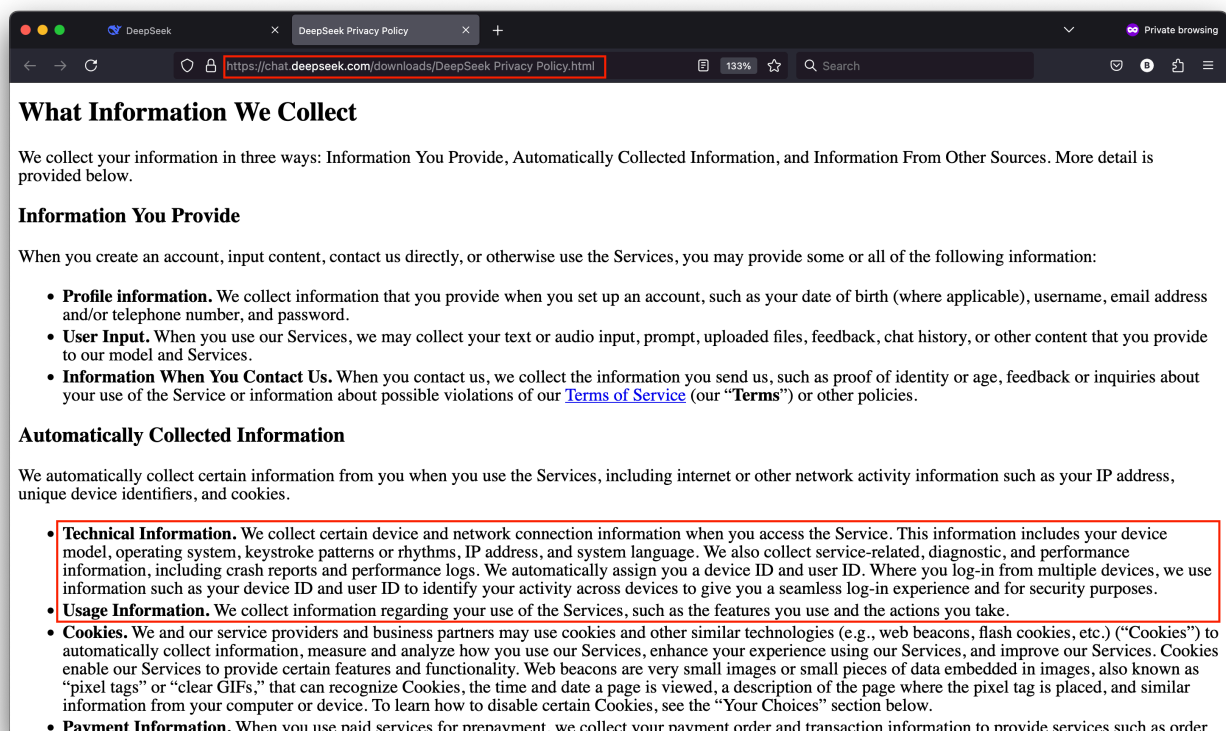 DeepSeek
DeepSeek Privacy Policy
Private browsing
https://chat.deepseek.com/downloads/DeepSeek Privacy Policy.html
133%
Search
B
What Information We Collect
We collect your information in three ways: Information You Provide, Automatically Collected Information, and Information From Other Sources. More detail is
provided below.
Information You Provide
When you create an account, input content, contact us directly, or otherwise use the Services, you may provide some or all of the following information:
• Profile information. We collect information that you provide when you set up an account, such as your date of birth (where applicable), username, email address
and/or telephone number, and password.
• User Input. When you use our Services, we may collect your text or audio input, prompt, uploaded files, feedback, chat history, or other content that you provide
to our model and Services.
• Information When You Contact Us. When you contact us, we collect the information you send us, such as proof of identity or age, feedback or inquiries about
your use of the Service or information about possible violations of our Terms of Service (our “Terms”) or other policies.
Automatically Collected Information
We automatically collect certain information from you when you use the Services, including internet or other network activity information such as your IP address,
unique device identifiers, and cookies.
• Technical Information. We collect certain device and network connection information when you access the Service. This information includes your device
model, operating system, keystroke patterns or rhythms, IP address, and system language. We also collect service-related, diagnostic, and performance
information, including crash reports and performance logs. We automatically assign you a device ID and user ID. Where you log-in from multiple devices, we use
information such as your device ID and user ID to identify your activity across devices to give you a seamless log-in experience and for security purposes.
• Usage Information. We collect information regarding your use of the Services, such as the features you use and the actions you take.
• Cookies. We and our service providers and business partners may use cookies and other similar technologies (e.g., web beacons, flash cookies, etc.) (“Cookies”) to
automatically collect information, measure and analyze how you use our Services, enhance your experience using our Services, and improve our Services. Cookies
enable our Services to provide certain features and functionality. Web beacons are very small images or small pieces of data embedded in images, also known as
“pixel tags” or “clear GIFs,” that can recognize Cookies, the time and date a page is viewed, a description of the page where the pixel tag is placed, and similar
information from your computer or device. To learn how to disable certain Cookies, see the “Your Choices” section below.
• Payment Information. When you use paid services for prepayment, we collect your payment order and transaction information to provide services such as order